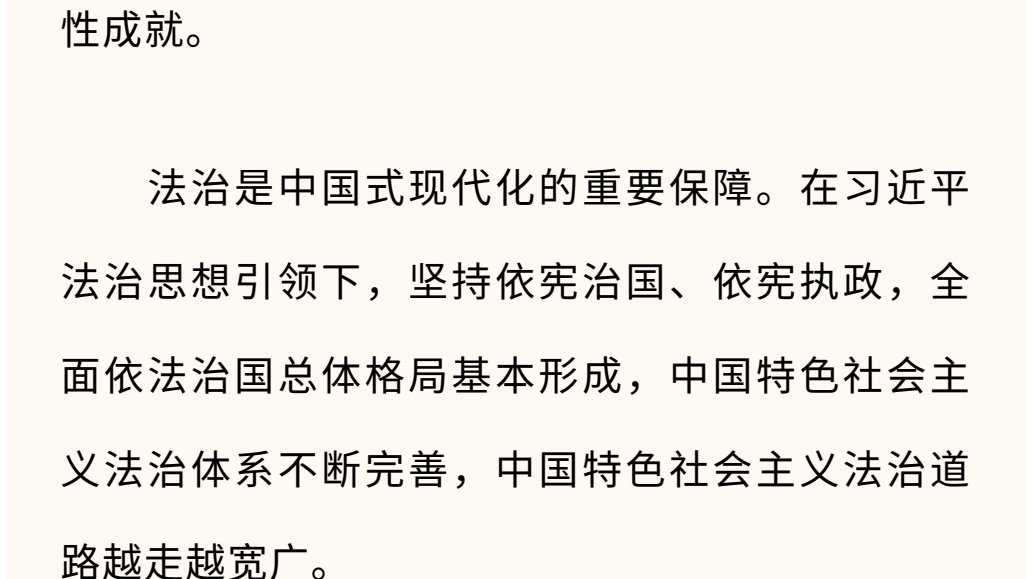 性成就。
法治是中国式现代化的重要保障。在习近平
法治思想引领下，坚持依宪治国、依宪执政，全
面依法治国总体格局基本形成，中国特色社会主
义法治体系不断完善，中国特色社会主义法治道
路越走越宽广。